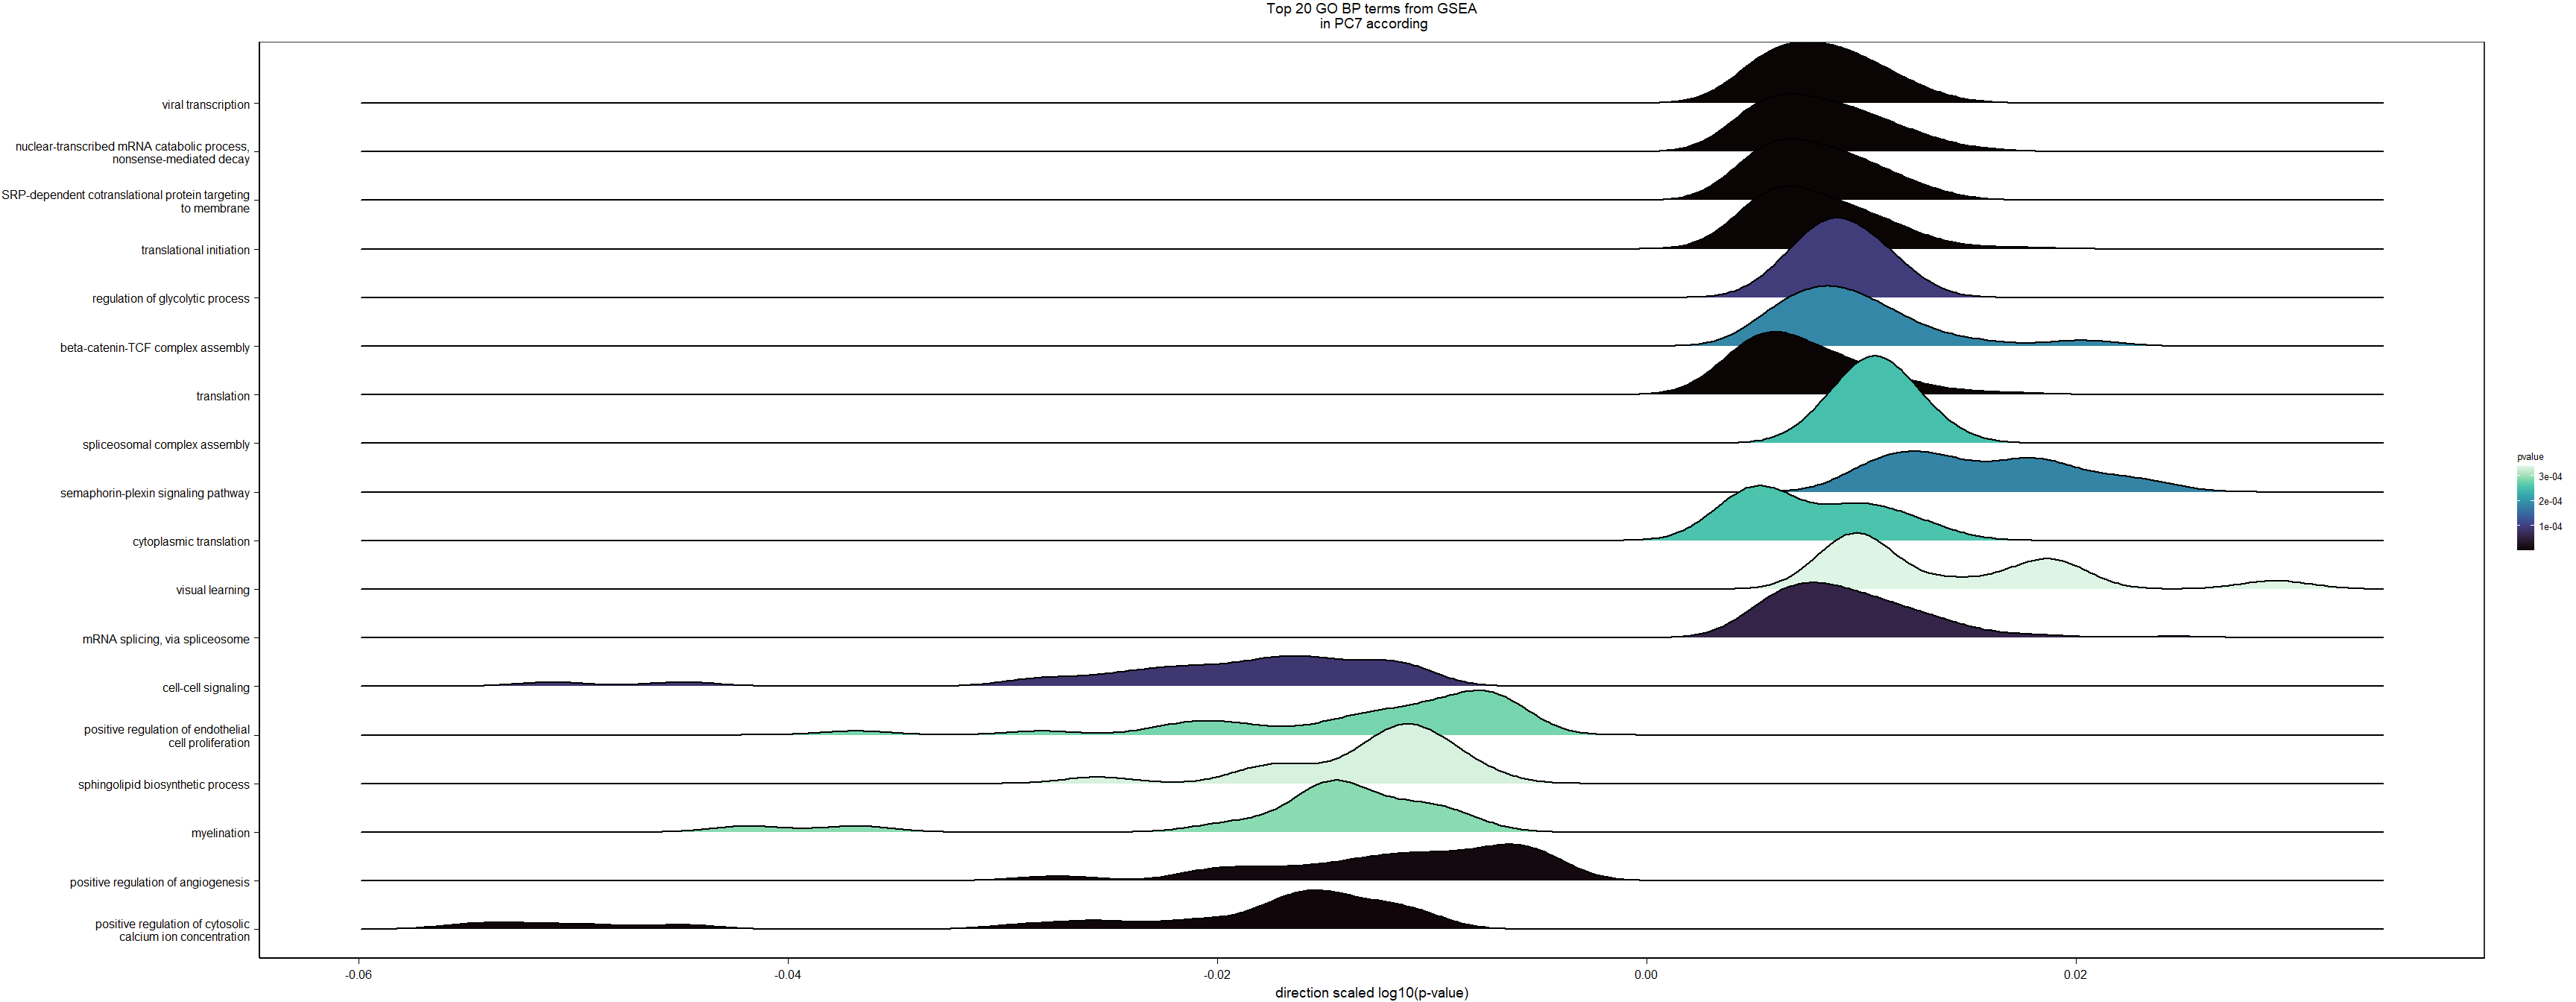 Top 20 GO BP terms from GSEA
in PC7 according
viral transcription
nuclear-transcribed mRNA catabolic process,
nonsense-mediated decay
SRP-dependent cotranslational protein targeting
to membrane
translational initiation
regulation of glycolytic process
beta-catenin-TCF complex assembly
translation
spliceosomal complex assembly
semaphorin-plexin signaling pathway
cytoplasmic translation
visual learning
mRNA splicing, via spliceosome
cell-cell signaling
positive regulation of endothelial
cell proliferation
sphingolipid biosynthetic process
myelination
positive regulation of angiogenesis
positive regulation of cytosolic
calcium ion concentration
-0.06
-0.04
-0.02
0.00
0.02
direction scaled log10(p-value)
pvalue
3e-04
2e-04
1e-04